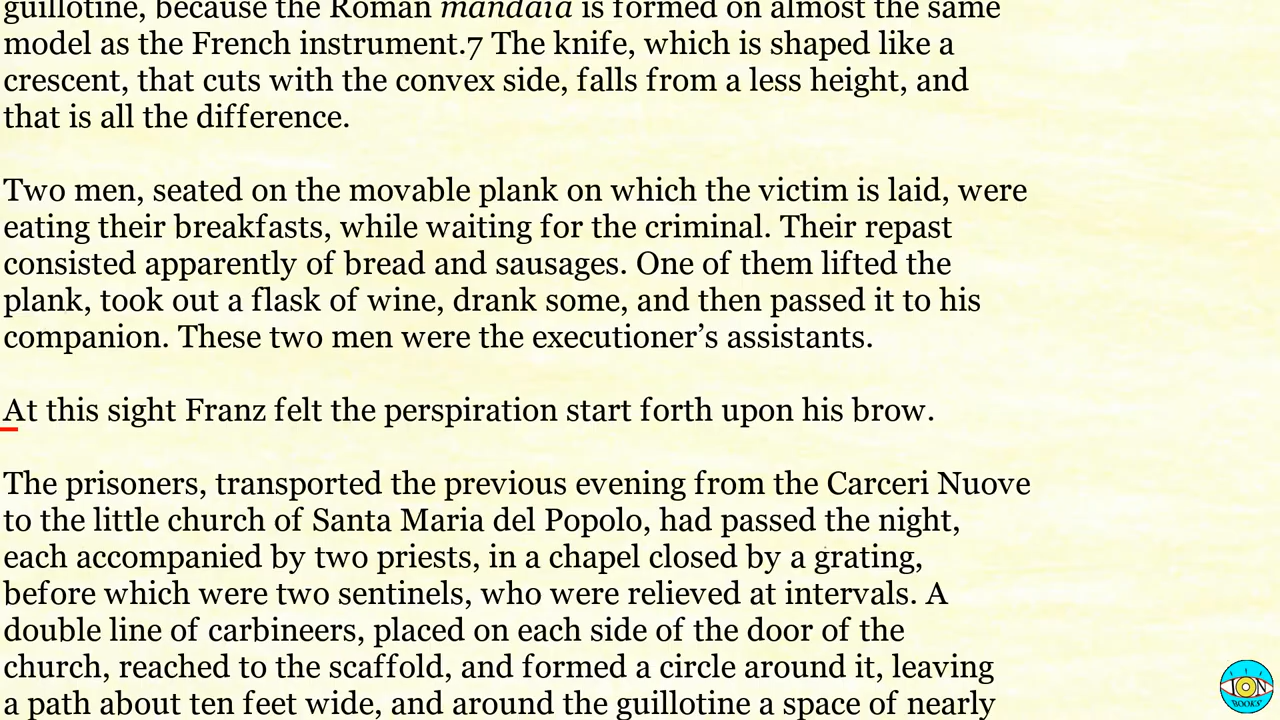 guillotine, because the Roman mandaïa is formed on almost the same
model as the French instrument.7 The knife, which is shaped like a
crescent, that cuts with the convex side, falls from a less height, and
that is all the difference.
Two men, seated on the movable plank on which the victim is laid, were
eating their breakfasts, while waiting for the criminal. Their repast
consisted apparently of bread and sausages. One of them lifted the
plank, took out a flask of wine, drank some, and then passed it to his
companion. These two men were the executioner’s assistants.
At this sight Franz felt the perspiration start forth upon his brow.
The prisoners, transported the previous evening from the Carceri Nuove
to the little church of Santa Maria del Popolo, had passed the night,
each accompanied by two priests, in a chapel closed by a grating,
before which were two sentinels, who were relieved at intervals. A
double line of carbineers, placed on each side of the door of the
church, reached to the scaffold, and formed a circle around it, leaving
a path about ten feet wide, and around the guillotine a space of nearly
ION
BOOKS